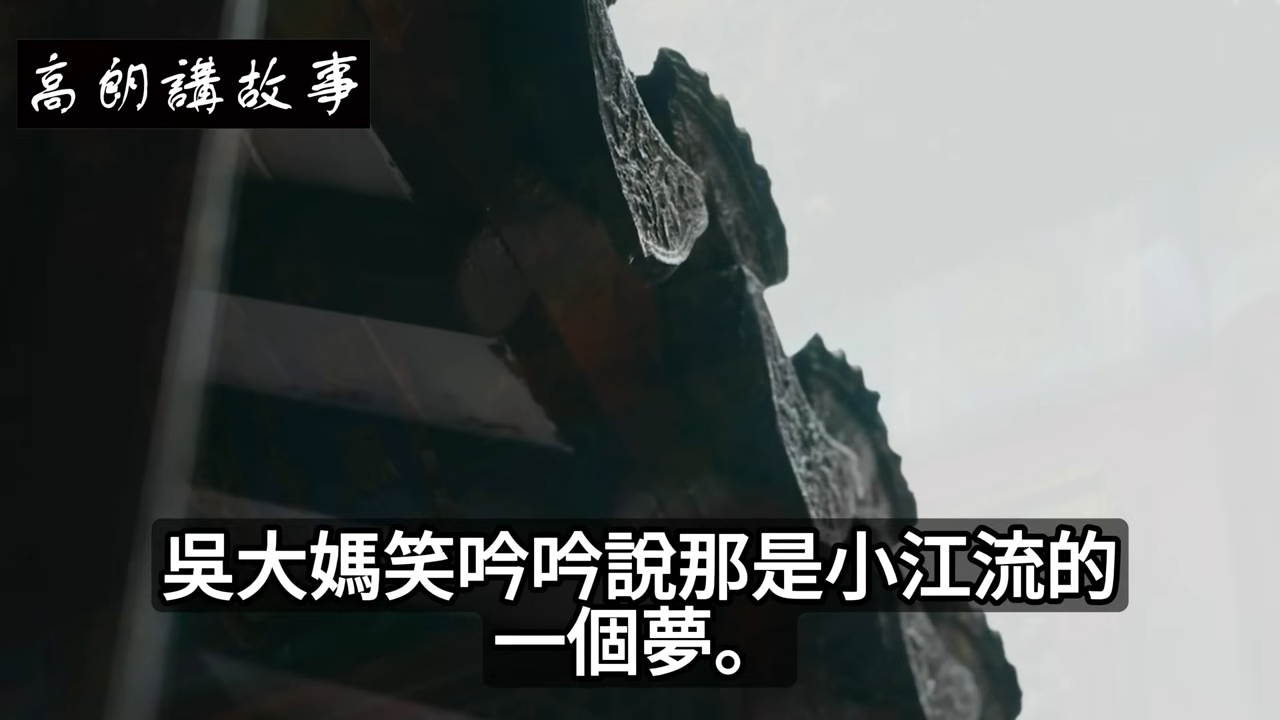 高朗講故事
吳大媽笑吟吟說那是小江流的
一個夢。